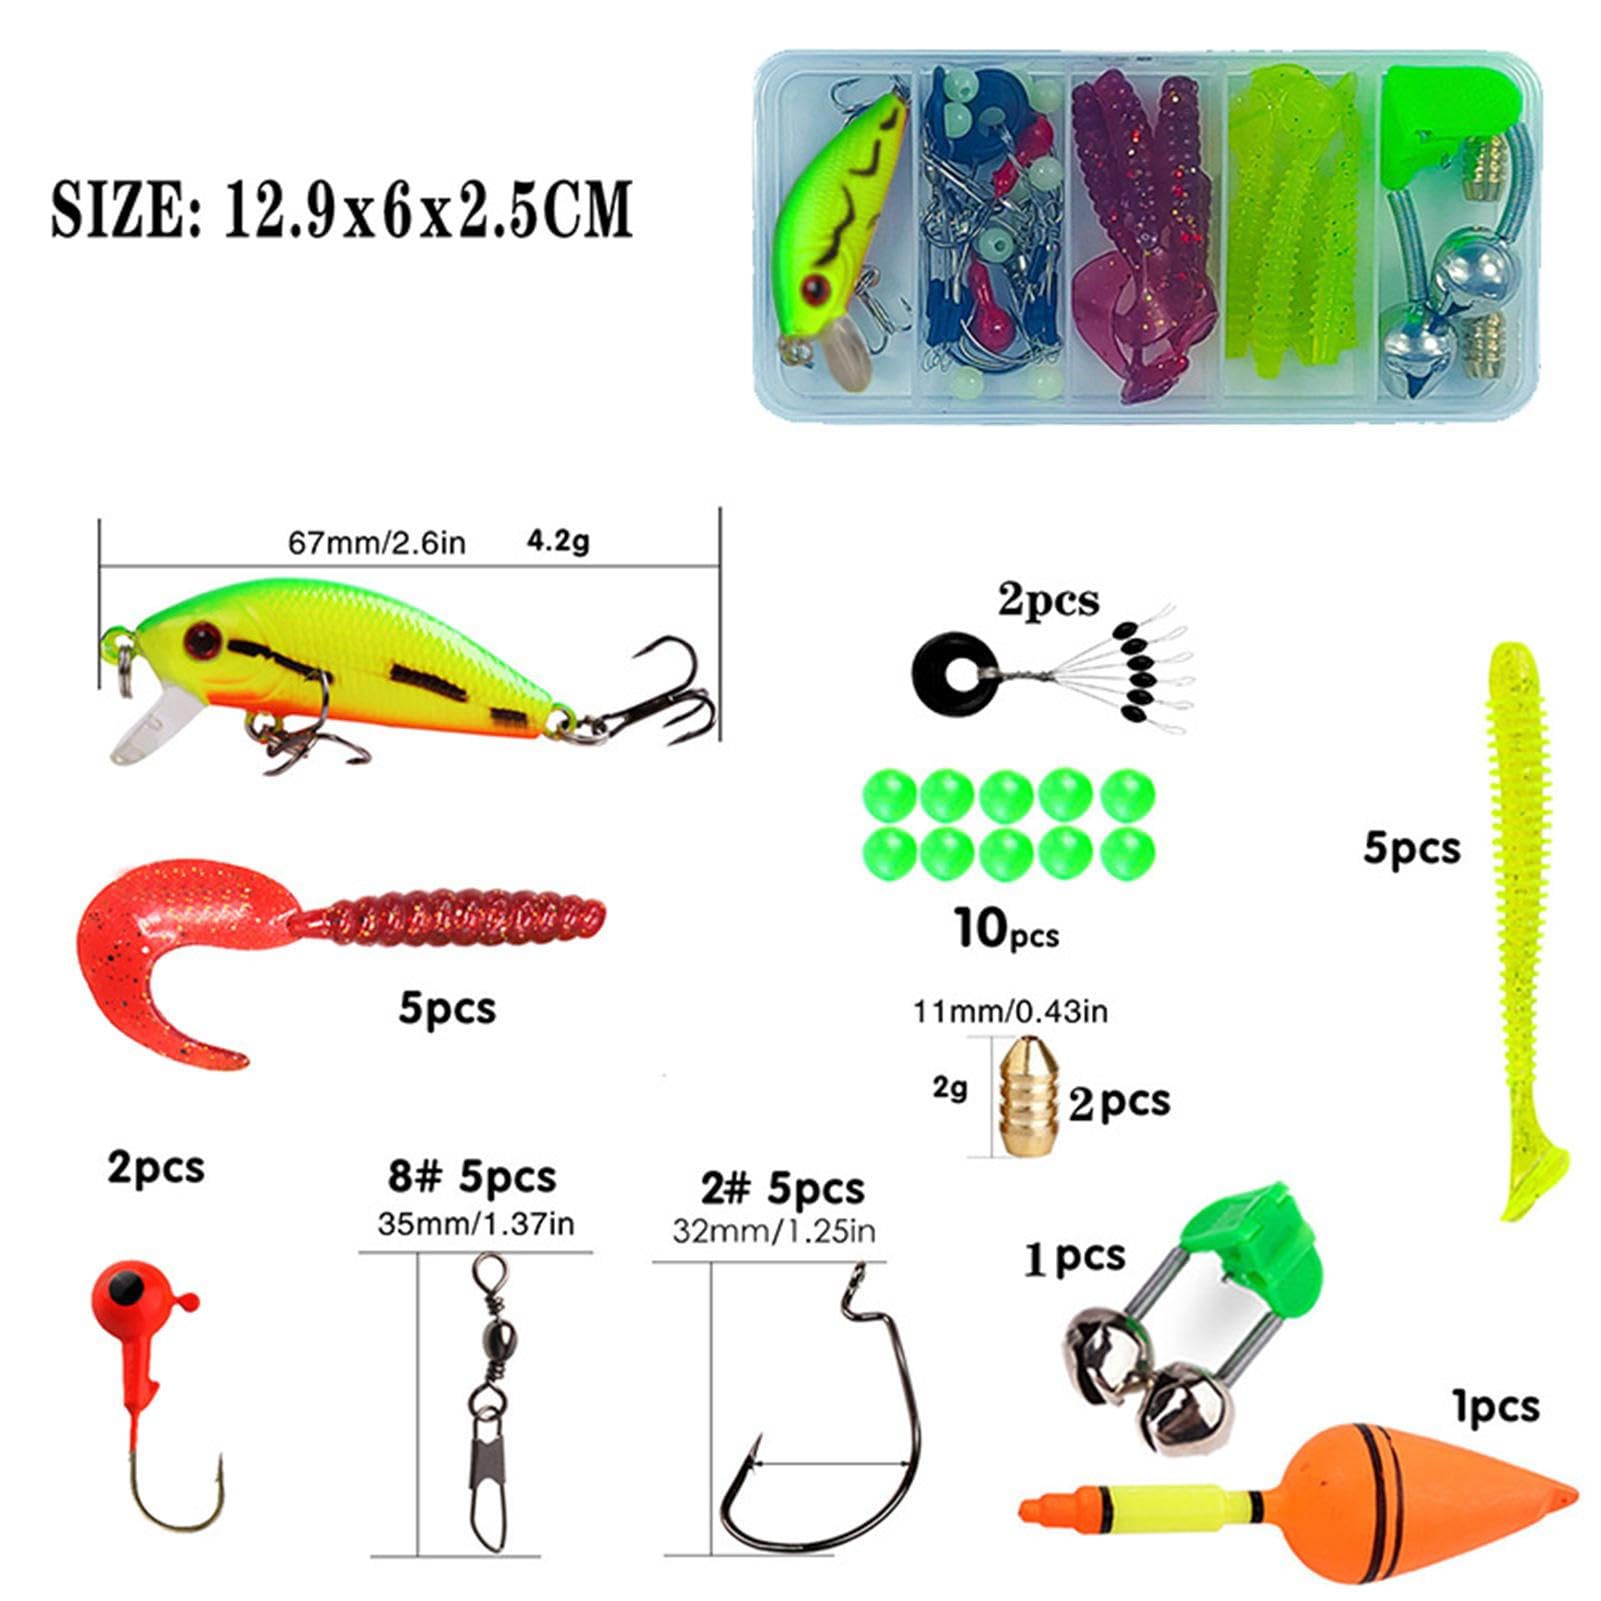 SIZE: 12.9x6x2.5CM
67mm/2.6in 4.2g
2pcs
5pcs
10pcs
5pcs
11mm/0.43in
2g 2pcs
2pcs
8# 5pcs
35mm/1.37in
2# 5pcs
32mm/1.25in
1pcs
1pcs